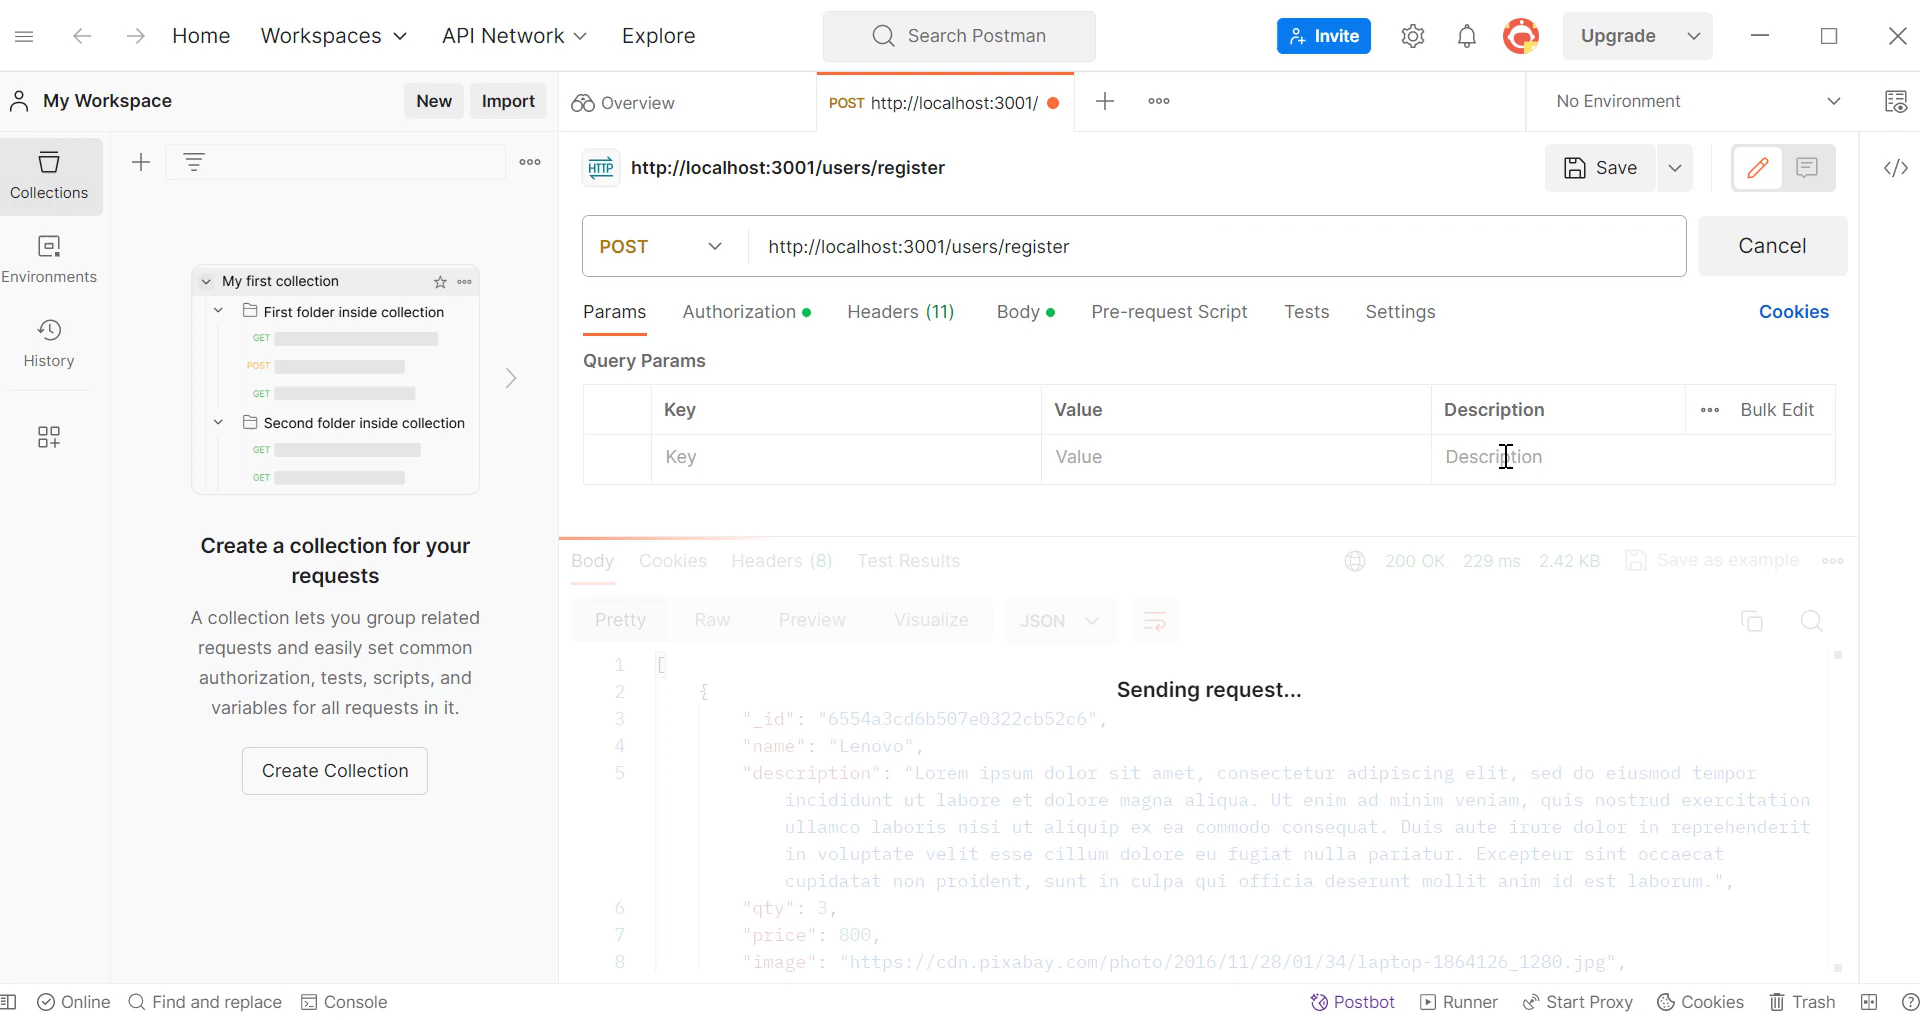 Home Workspaces API Network Explore Search Postman Invite Upgrade
My Workspace New Import Overview POST http://localhost:3001/ No Environment
Collections
Environments
History
My first collection
First folder inside collection
GET
POST
GET
Second folder inside collection
GET
GET
Create a collection for your
requests
A collection lets you group related
requests and easily set common
authorization, tests, scripts, and
variables for all requests in it.
Create Collection
HTTP http://localhost:3001/users/register Save
POST http://localhost:3001/users/register Cancel
Params Authorization Headers (11) Body Pre-request Script Tests Settings Cookies
Query Params
Key Value Description Bulk Edit
Key Value Description
Body Cookies Headers (8) Test Results 200 OK 229 ms 2.42 KB Save as example
Pretty Raw Preview Visualize JSON
Sending request...
1 [
2 {
3 "_id": "6554a3cd6b507e0322cb52c6",
4 "name": "Lenovo",
5 "description": "Lorem ipsum dolor sit amet, consectetur adipiscing elit, sed do eiusmod tempor
incididunt ut labore et dolore magna aliqua. Ut enim ad minim veniam, quis nostrud exercitation
ullamco laboris nisi ut aliquip ex ea commodo consequat. Duis aute irure dolor in reprehenderit
in voluptate velit esse cillum dolore eu fugiat nulla pariatur. Excepteur sint occaecat
cupidatat non proident, sunt in culpa qui officia deserunt mollit anim id est laborum.",
6 "qty": 3,
7 "price": 800,
8 "image": "https://cdn.pixabay.com/photo/2016/11/28/01/34/laptop-1864126_1280.jpg",
Online Find and replace Console Postbot Runner Start Proxy Cookies Trash